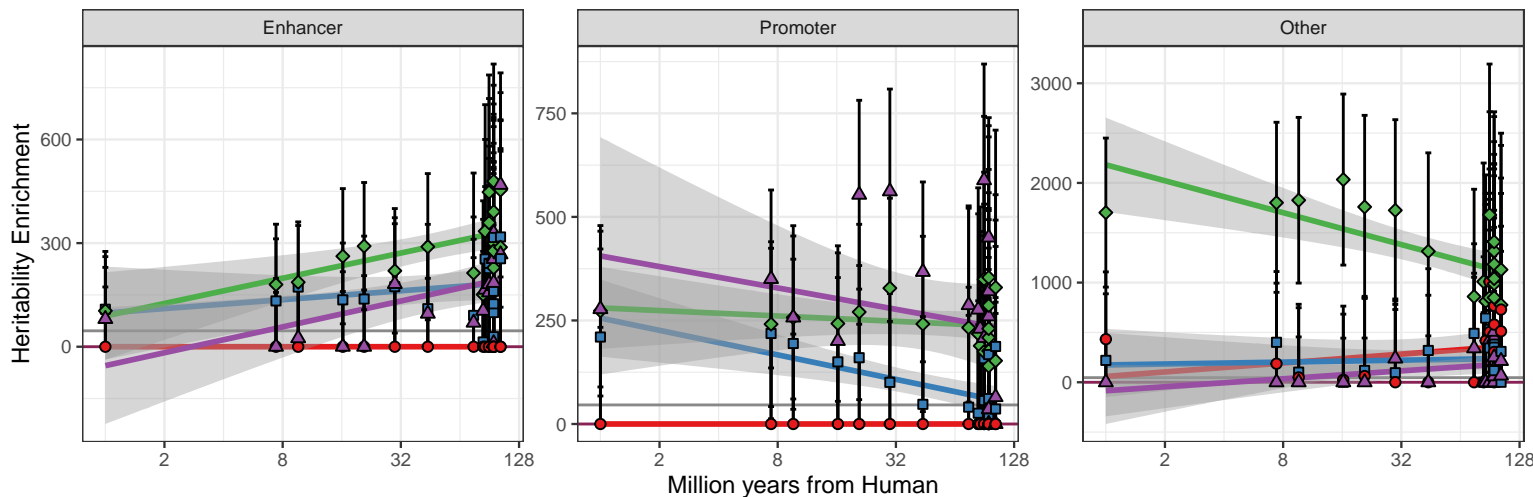 Enhancer
Promoter
Other
Heritability Enrichment
600
300
0
750
500
250
0
3000
2000
1000
0
2 8 32 128
2 8 32 128
2 8 32 128
Million years from Human